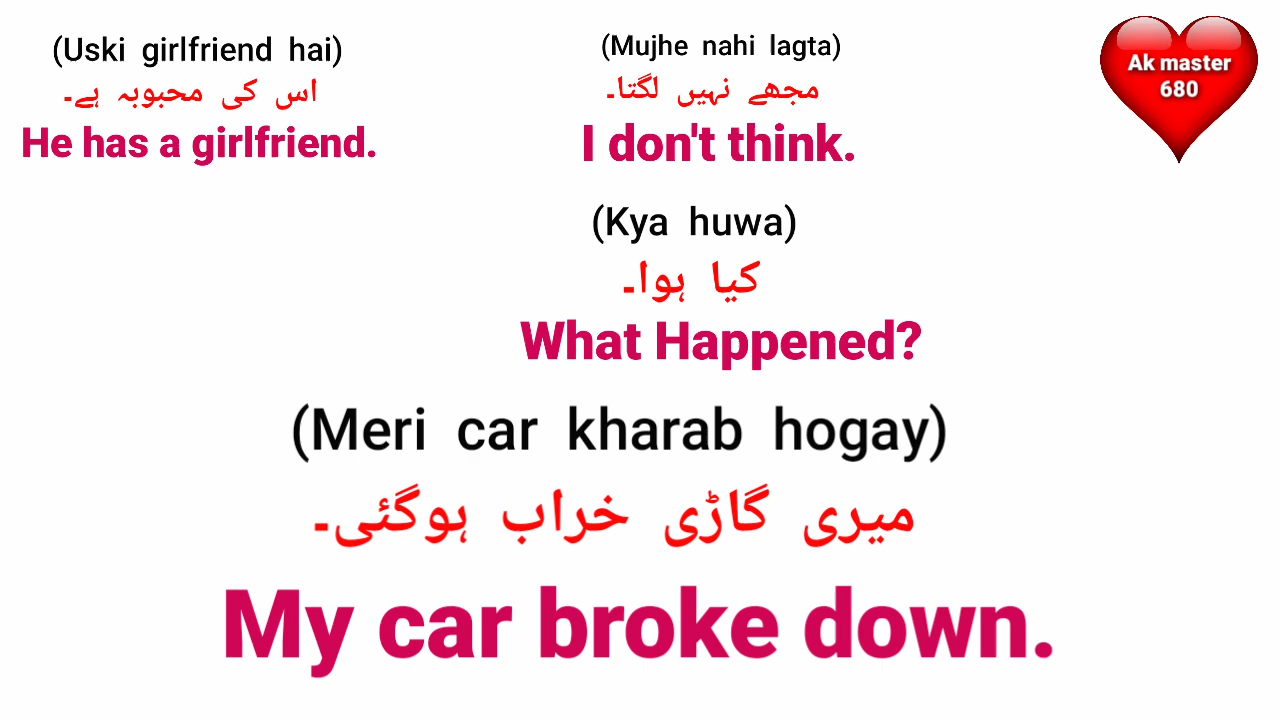 (Uski girlfriend hai)
اس کی محبوبہ ہے۔
He has a girlfriend.
(Mujhe nahi lagta)
مجھے نہیں لگتا۔
I don't think.
Ak master
680
(Kya huwa)
کیا ہوا۔
What Happened?
(Meri car kharab hogay)
میری گاڑی خراب ہوگئی۔
My car broke down.